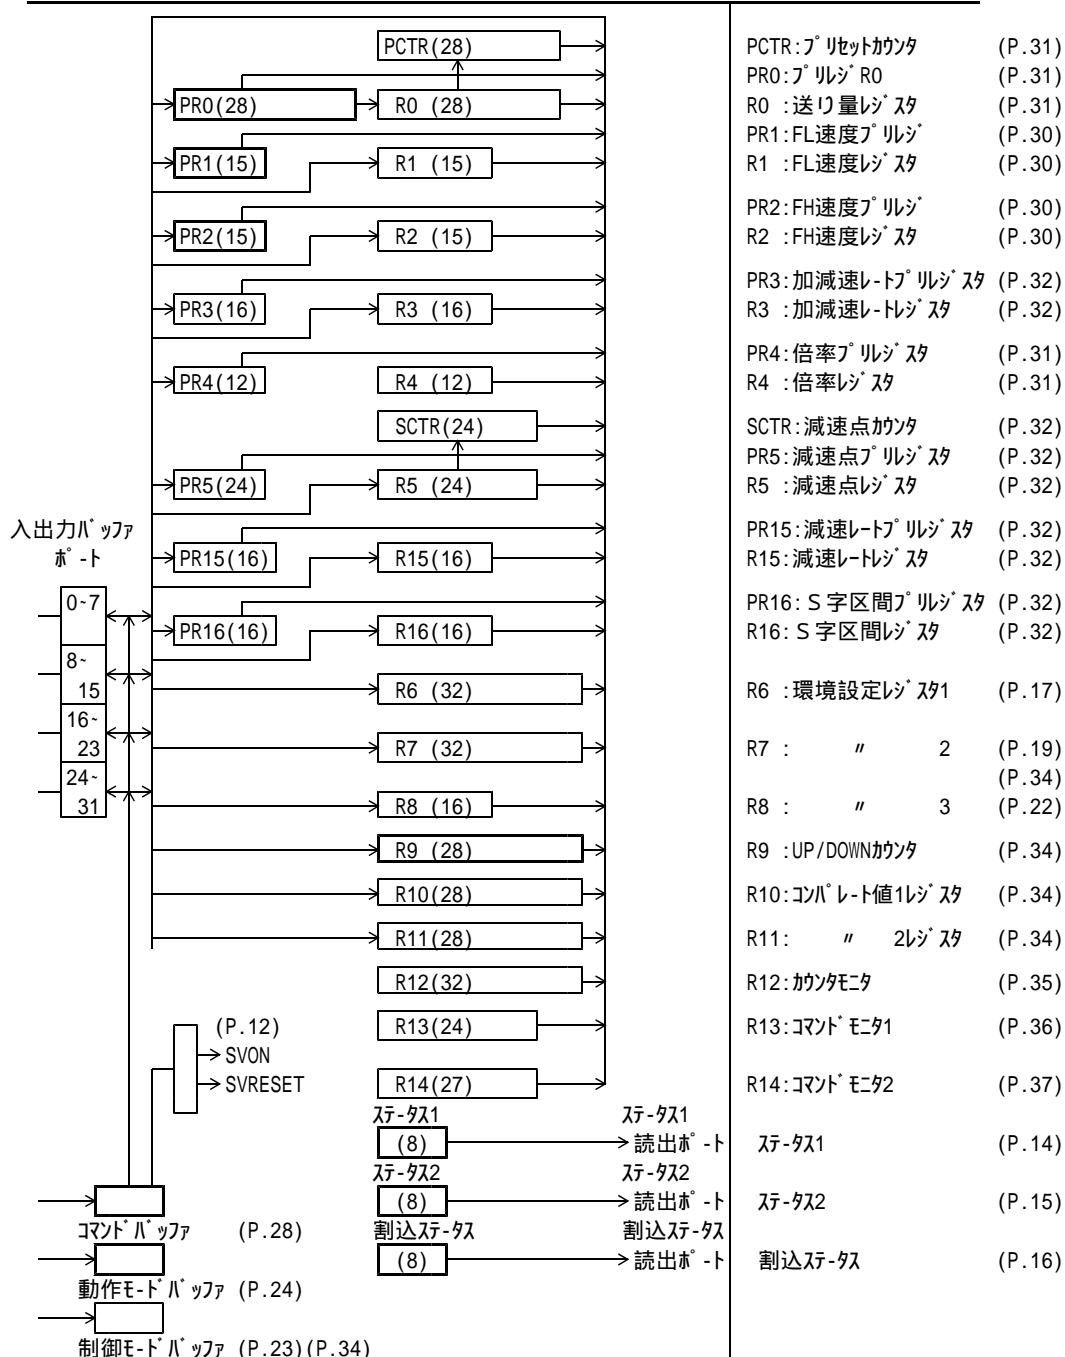 PCTR(28) PCTR:ﾌﾟﾘｾｯﾄｶｳﾝﾀ (P.31)
PR0:ﾌﾟﾘﾚｼﾞR0 (P.31)
PR0(28) R0 (28) R0 :送り量ﾚｼﾞｽﾀ (P.31)
PR1:FL速度ﾌﾟﾘﾚｼﾞ (P.30)
PR1(15) R1 (15) R1 :FL速度ﾚｼﾞｽﾀ (P.30)
PR2:FH速度ﾌﾟﾘﾚｼﾞ (P.30)
PR2(15) R2 (15) R2 :FH速度ﾚｼﾞｽﾀ (P.30)
PR3:加減速ﾚ-ﾄﾌﾟﾘﾚｼﾞｽﾀ (P.32)
PR3(16) R3 (16) R3 :加減速ﾚ-ﾄﾚｼﾞｽﾀ (P.32)
PR4:倍率ﾌﾟﾘﾚｼﾞｽﾀ (P.31)
PR4(12) R4 (12) R4 :倍率ﾚｼﾞｽﾀ (P.31)
SCTR(24) SCTR:減速点ｶｳﾝﾀ (P.32)
PR5:減速点ﾌﾟﾘﾚｼﾞｽﾀ (P.32)
PR5(24) R5 (24) R5 :減速点ﾚｼﾞｽﾀ (P.32)
入出力ﾊﾞｯﾌｧ PR15:減速ﾚｰﾄﾌﾟﾘﾚｼﾞｽﾀ (P.32)
ﾎﾟ-ﾄ PR15(16) R15(16) R15:減速ﾚｰﾄﾚｼﾞｽﾀ (P.32)
0~7 PR16:Ｓ字区間ﾌﾟﾘﾚｼﾞｽﾀ (P.32)
PR16(16) R16(16) R16:Ｓ字区間ﾚｼﾞｽﾀ (P.32)
8~
15 R6 (32) R6 :環境設定ﾚｼﾞｽﾀ1 (P.17)
16~
23 R7 (32) R7 : 〃 2 (P.19)
24~ (P.34)
31 R8 (16) R8 : 〃 3 (P.22)
R9 (28) R9 :UP/DOWNｶｳﾝﾀ (P.34)
R10(28) R10:ｺﾝﾊﾟﾚ-ﾄ値1ﾚｼﾞｽﾀ (P.34)
R11(28) R11: 〃 2ﾚｼﾞｽﾀ (P.34)
R12(32) R12:ｶｳﾝﾀﾓﾆﾀ (P.35)
(P.12) R13(24) R13:ｺﾏﾝﾄﾞﾓﾆﾀ1 (P.36)
SVON
SVRESET R14(27) R14:ｺﾏﾝﾄﾞﾓﾆﾀ2 (P.37)
ｽﾃ-ﾀｽ1 ｽﾃ-ﾀｽ1
(8) 読出ﾎﾟ-ﾄ ｽﾃ-ﾀｽ1 (P.14)
ｽﾃ-ﾀｽ2 ｽﾃ-ﾀｽ2
(8) 読出ﾎﾟ-ﾄ ｽﾃ-ﾀｽ2 (P.15)
ｺﾏﾝﾄﾞﾊﾞｯﾌｧ (P.28) 割込ｽﾃ-ﾀｽ 割込ｽﾃ-ﾀｽ
(8) 読出ﾎﾟ-ﾄ 割込ｽﾃ-ﾀｽ (P.16)
動作ﾓ-ﾄﾞﾊﾞｯﾌｧ (P.24)
制御ﾓ-ﾄﾞﾊﾞｯﾌｧ (P.23)(P.34)